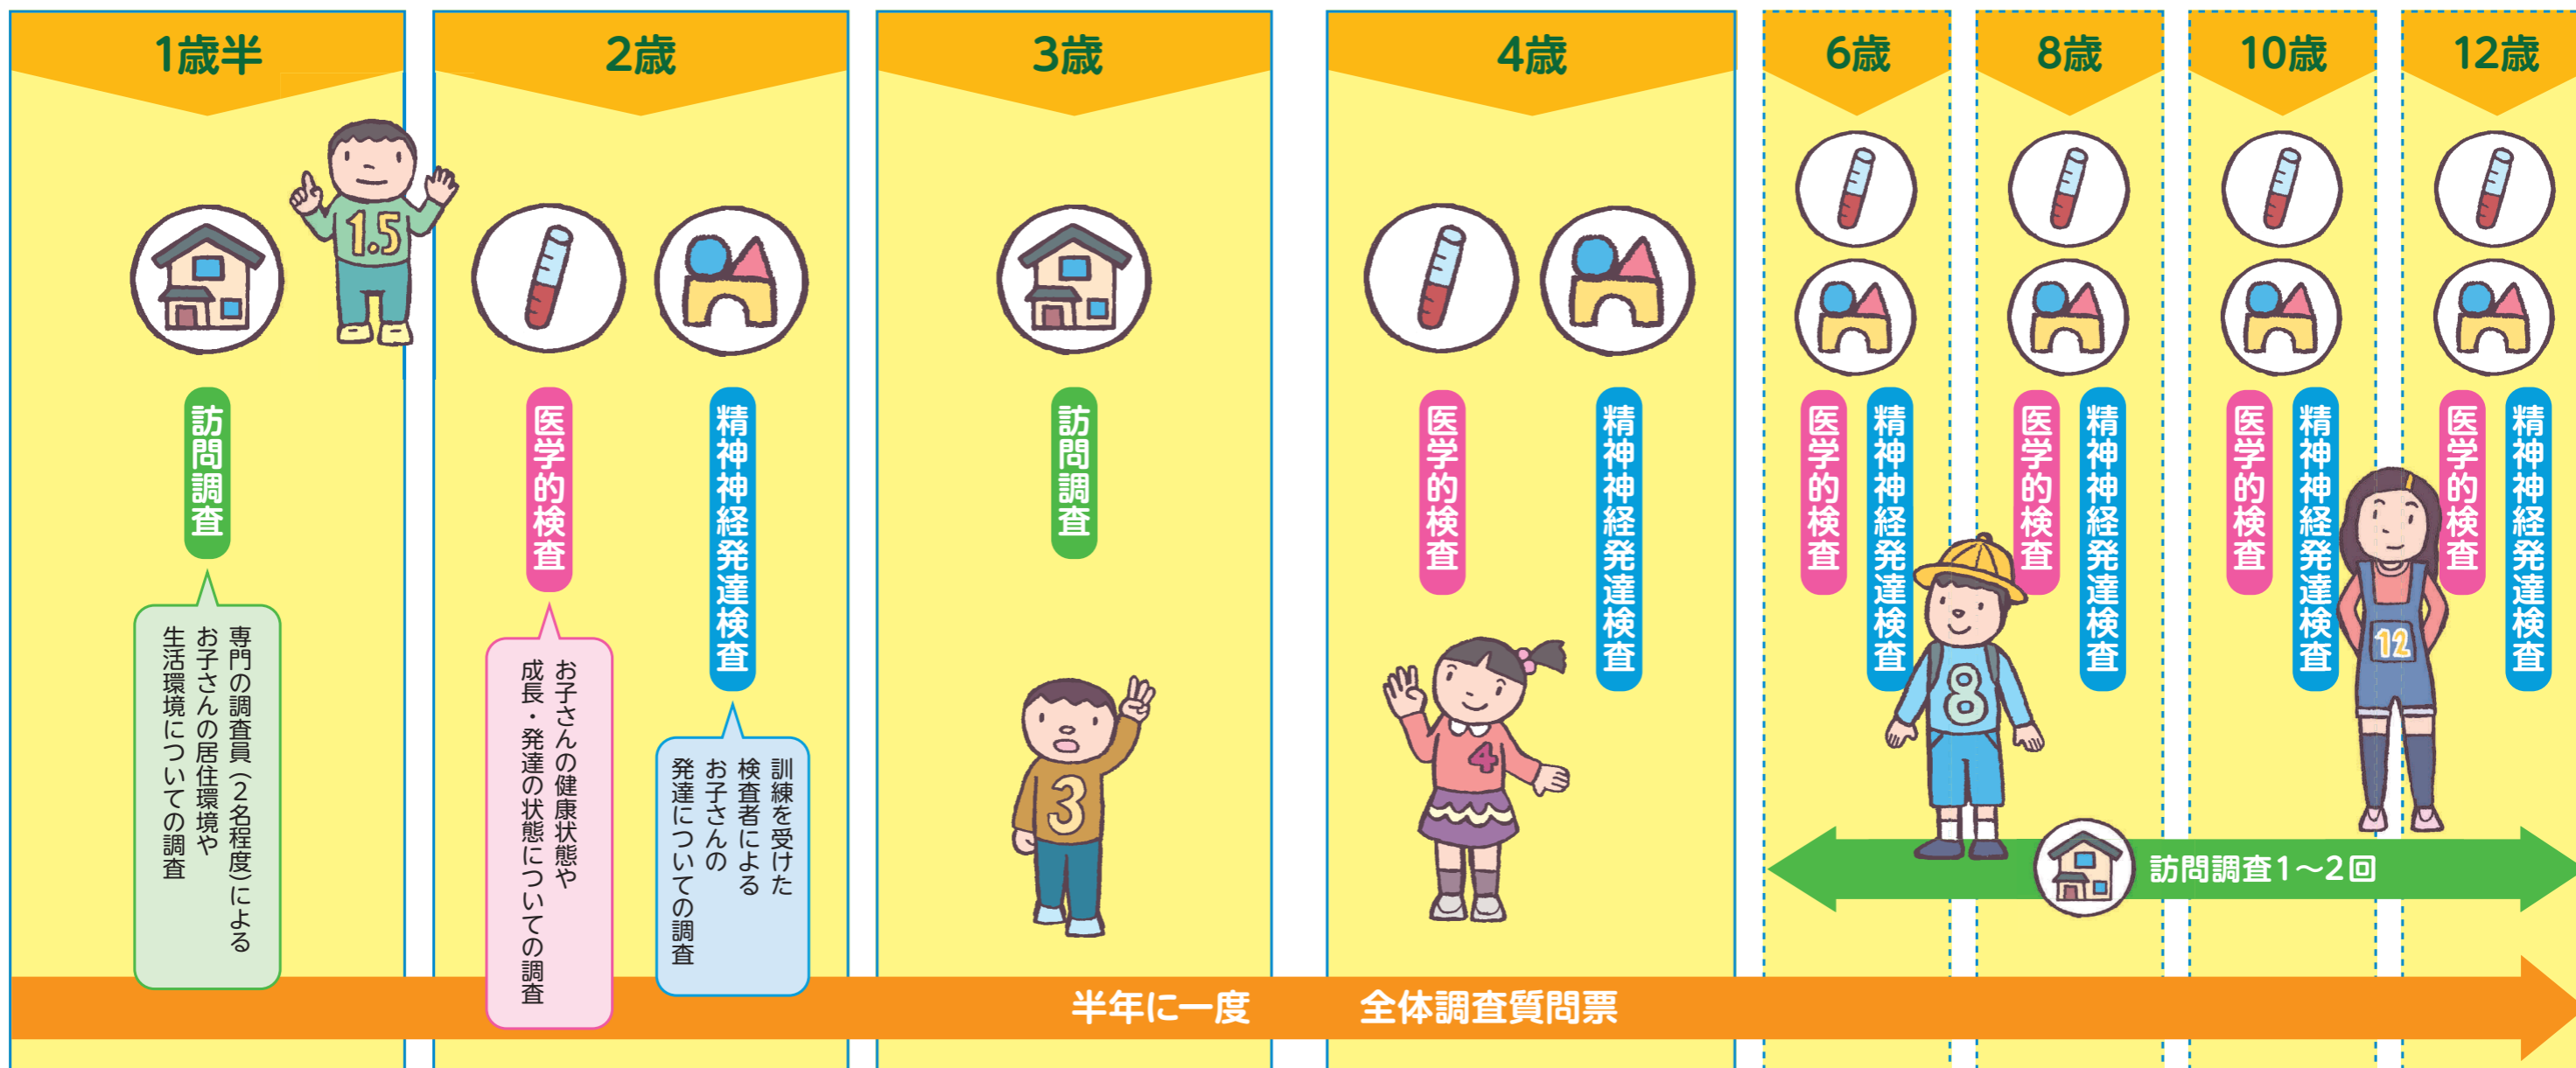 1歳半
1.5
訪問調査
専門の調査員（2名程度）による
お子さんの居住環境や
生活環境についての調査
2歳
医学的検査
お子さんの健康状態や
成長・発達の状態についての調査
精神神経発達検査
訓練を受けた
検査者による
お子さんの
発達についての調査
3歳
訪問調査
3
4歳
医学的検査
精神神経発達検査
4
6歳
医学的検査
精神神経発達検査
8歳
医学的検査
精神神経発達検査
8
10歳
医学的検査
精神神経発達検査
12歳
医学的検査
精神神経発達検査
12
訪問調査1〜2回
半年に一度　全体調査質問票